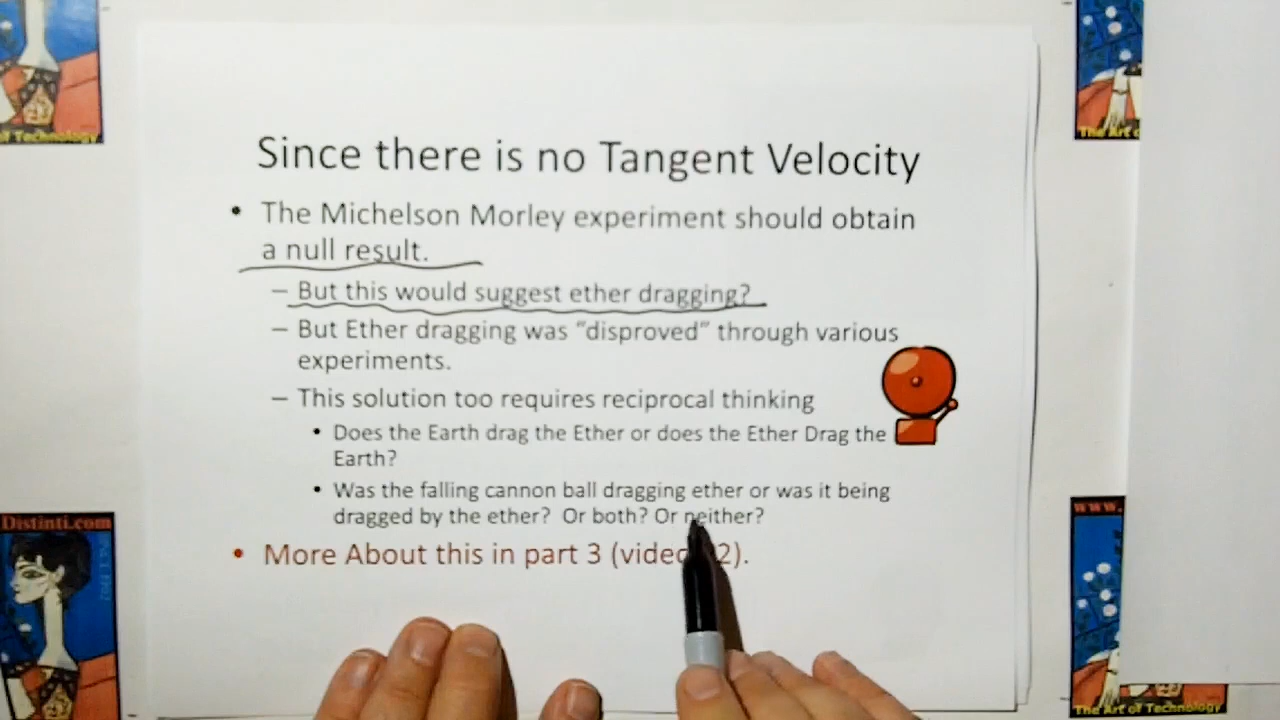 Since there is no Tangent Velocity
• The Michelson Morley experiment should obtain
a null result.
– But this would suggest ether dragging?
– But Ether dragging was “disproved” through various
experiments.
– This solution too requires reciprocal thinking
• Does the Earth drag the Ether or does the Ether Drag the
Earth?
• Was the falling cannon ball dragging ether or was it being
dragged by the ether? Or both? Or neither?
• More About this in part 3 (video 2).
of Technology
The Art o
Distinti.com
www.
The Art of Technology